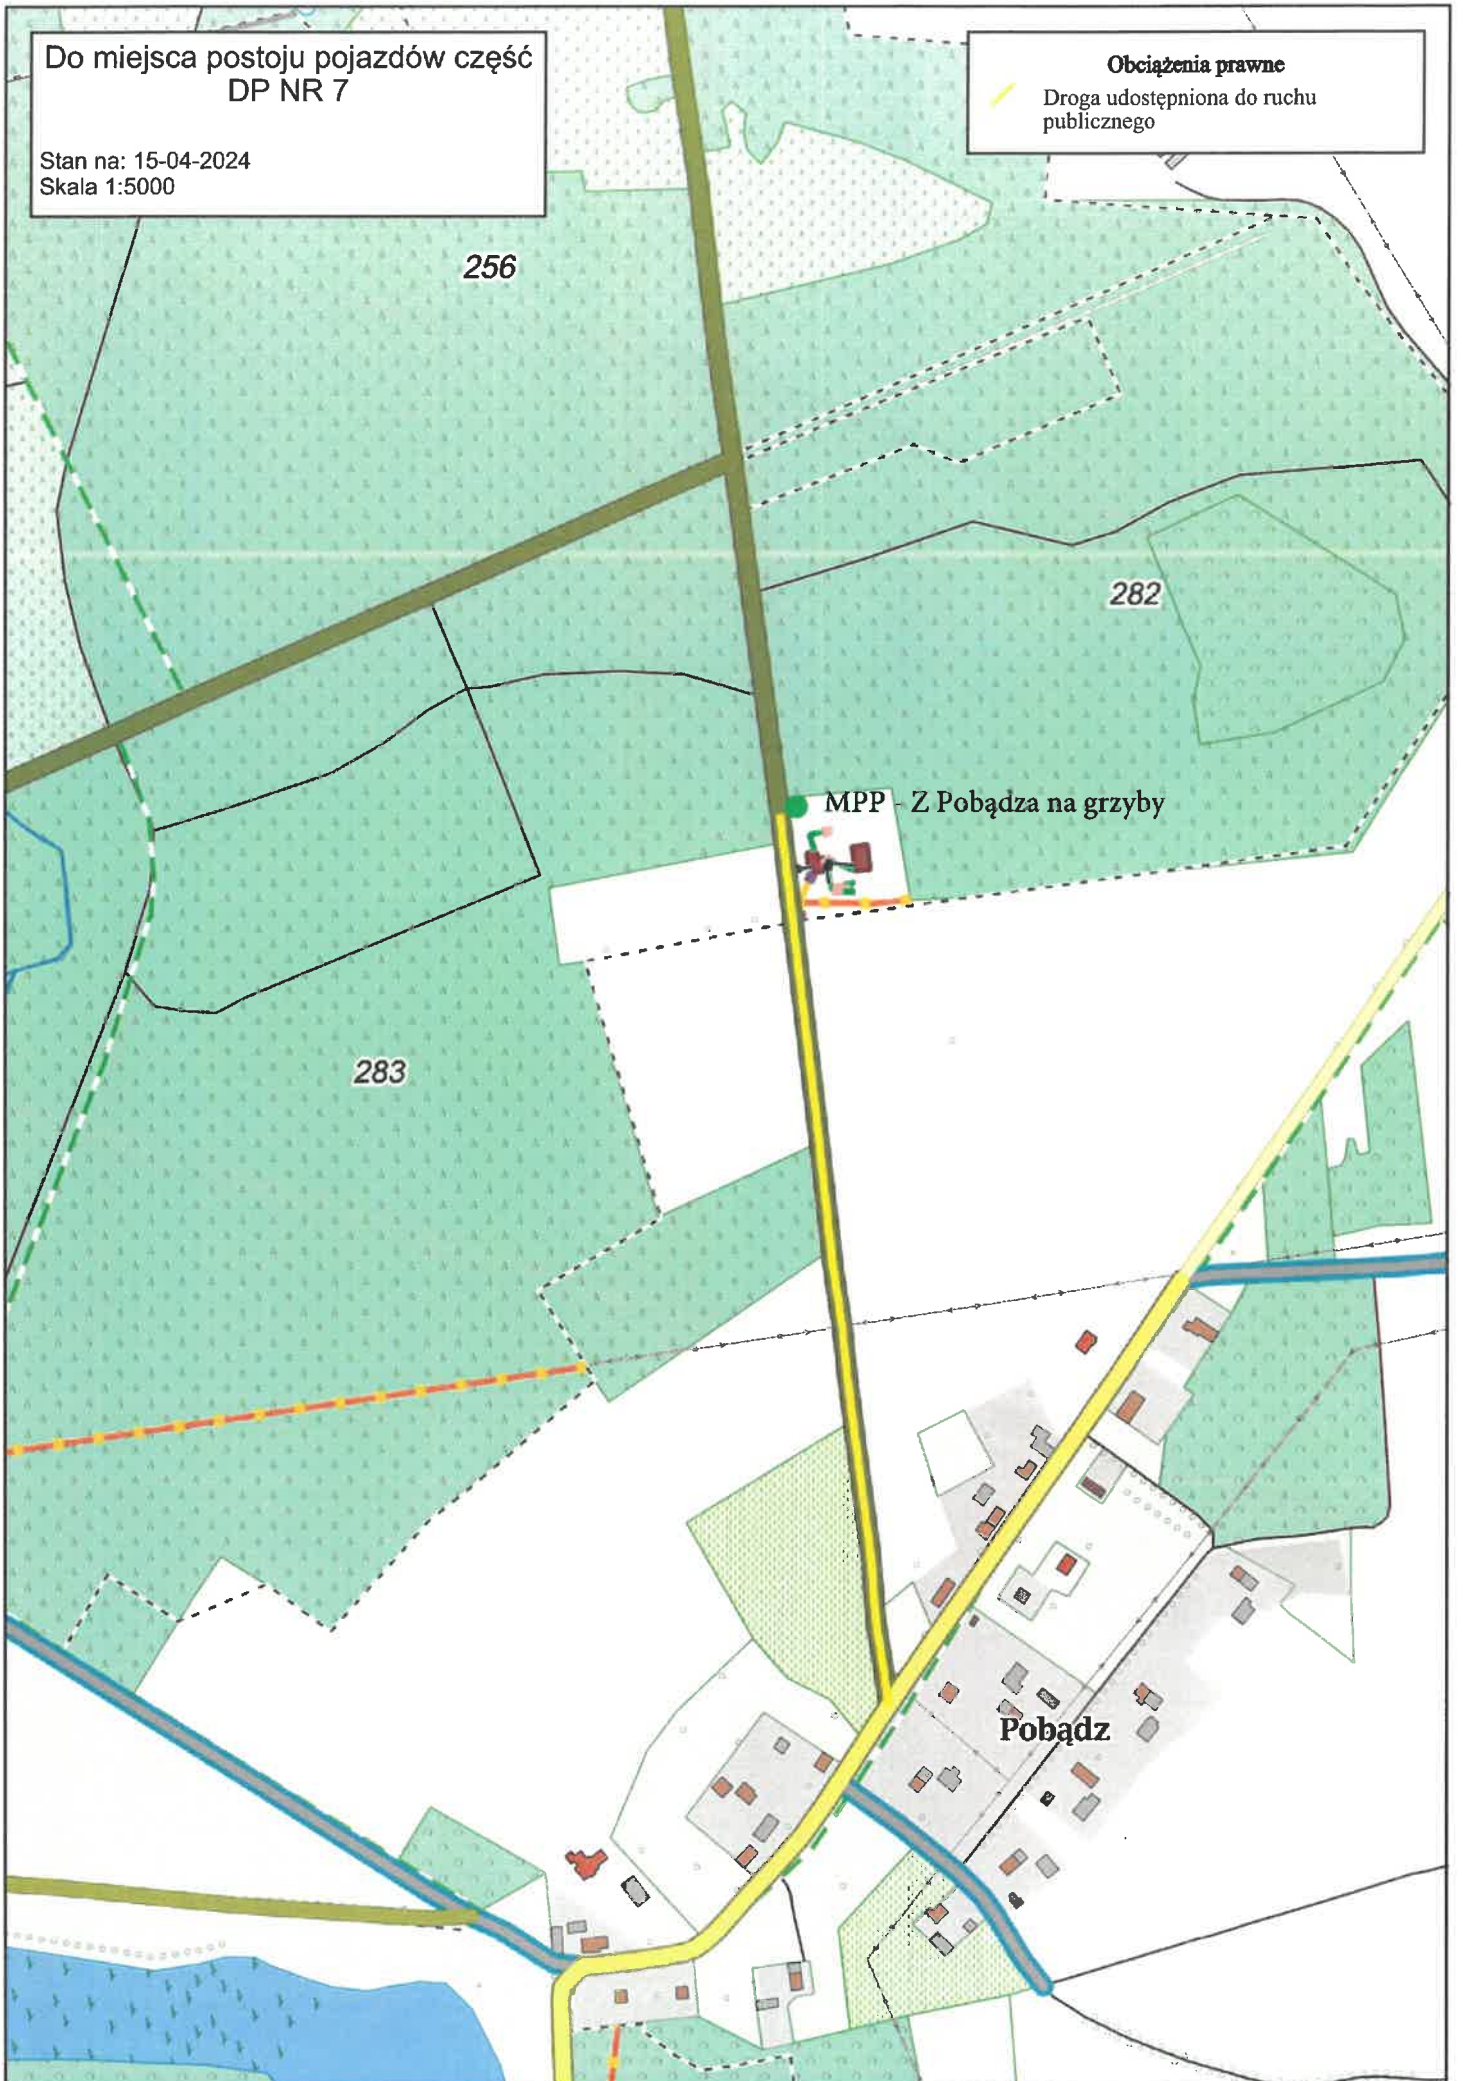 Do miejsca postoju pojazdów część
DP NR 7
Stan na: 15-04-2024
Skala 1:5000
Obciążenia prawne
Droga udostępniona do ruchu
publicznego
256
282
MPP - Z Pobądza na grzyby
283
Pobądz